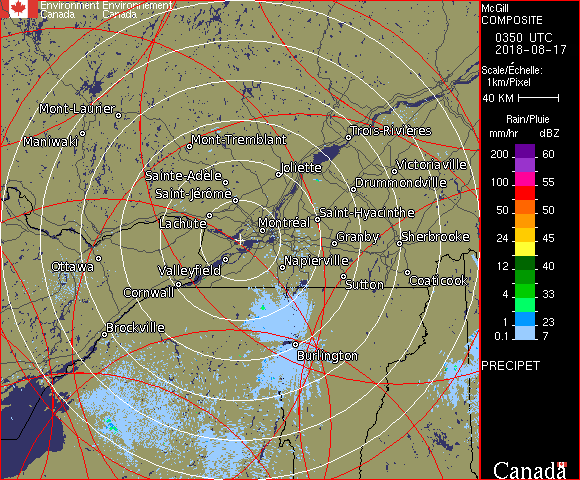 Environment Environnement
Canada Canada
McGill
COMPOSITE
0350 UTC
2018-08-17
Scale/Échelle:
1km/Pixel
40 KM
Rain/Pluie
mm/hr dBZ
200 60
100 55
50 50
24 45
12 40
4 33
1 23
0.1 7
PRECIPET
Canada
Mont-Laurier
Maniwaki
Mont-Tremblant
Trois-Rivières
Sainte-Adèle
Joliette
Victoriaville
Saint-Jérôme
Drummondville
Lachute
Montréal
Saint-Hyacinthe
Granby
Sherbrooke
Ottawa
Valleyfield
Napierville
Cornwall
Sutton
Coaticook
Brockville
Burlington